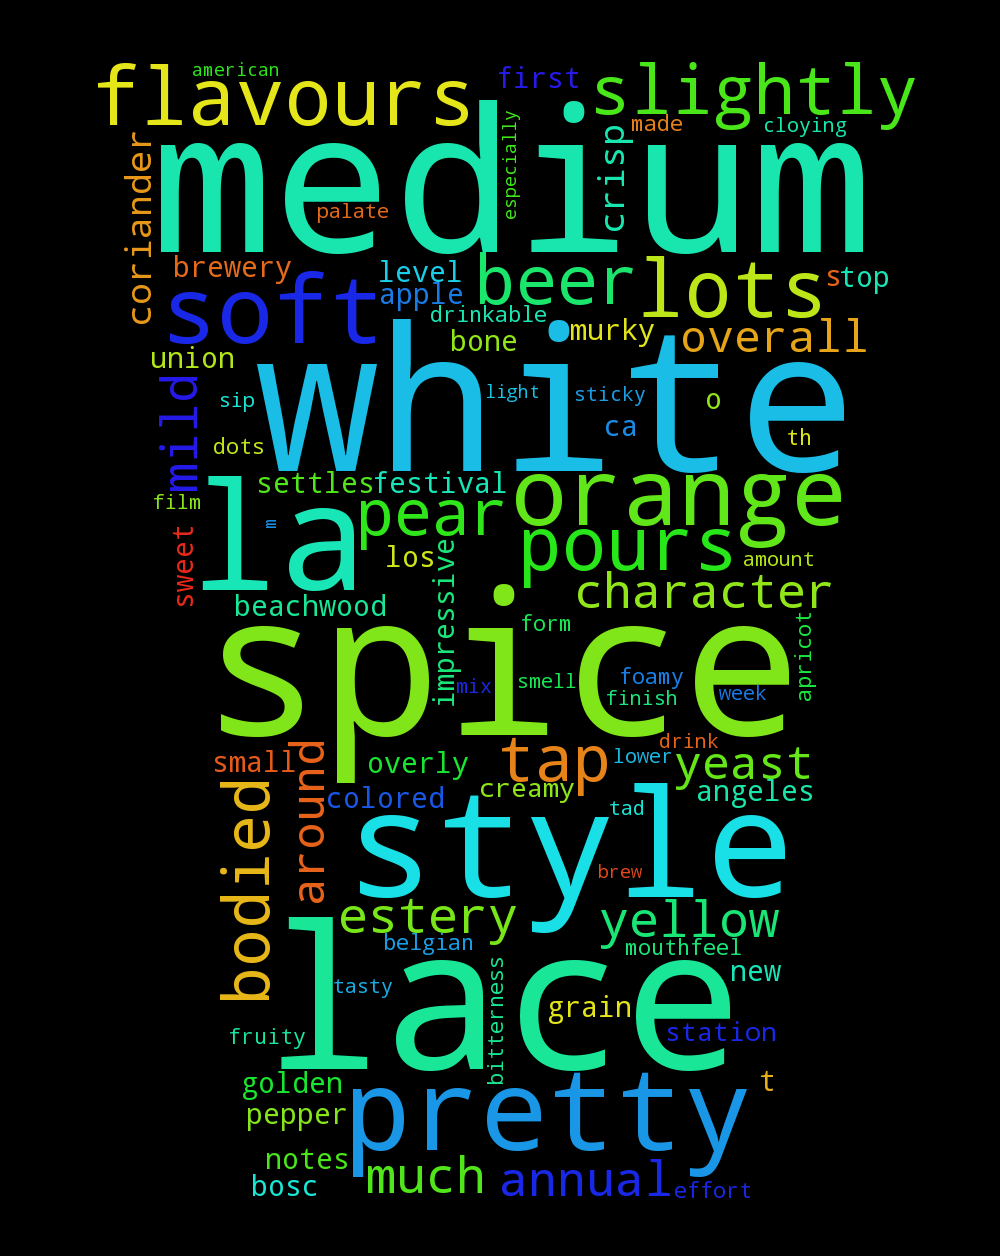 american
flavours
first
slightly
medium
especially
crisp
made
cloying
coriander
palate
brewery
level
apple
beer
lots
s
top
soft
drinkable
bone
murky
overall
union
white
mild
sip
light
sticky
o
ca
th
dots
settles
festival
orange
film
la
m
pear
los
pours
amount
sweet
impressive
beachwood
character
spice
form
apricot
smell
mix
foamy
finish
week
small
around
overly
tap
lower
drink
yeast
bodied
colored
creamy
angeles
style
tad
brew
estery
yellow
belgian
mouthfeel
lace
tasty
bitterness
new
grain
fruity
station
golden
pretty
t
pepper
notes
bosc
much
annual
effort